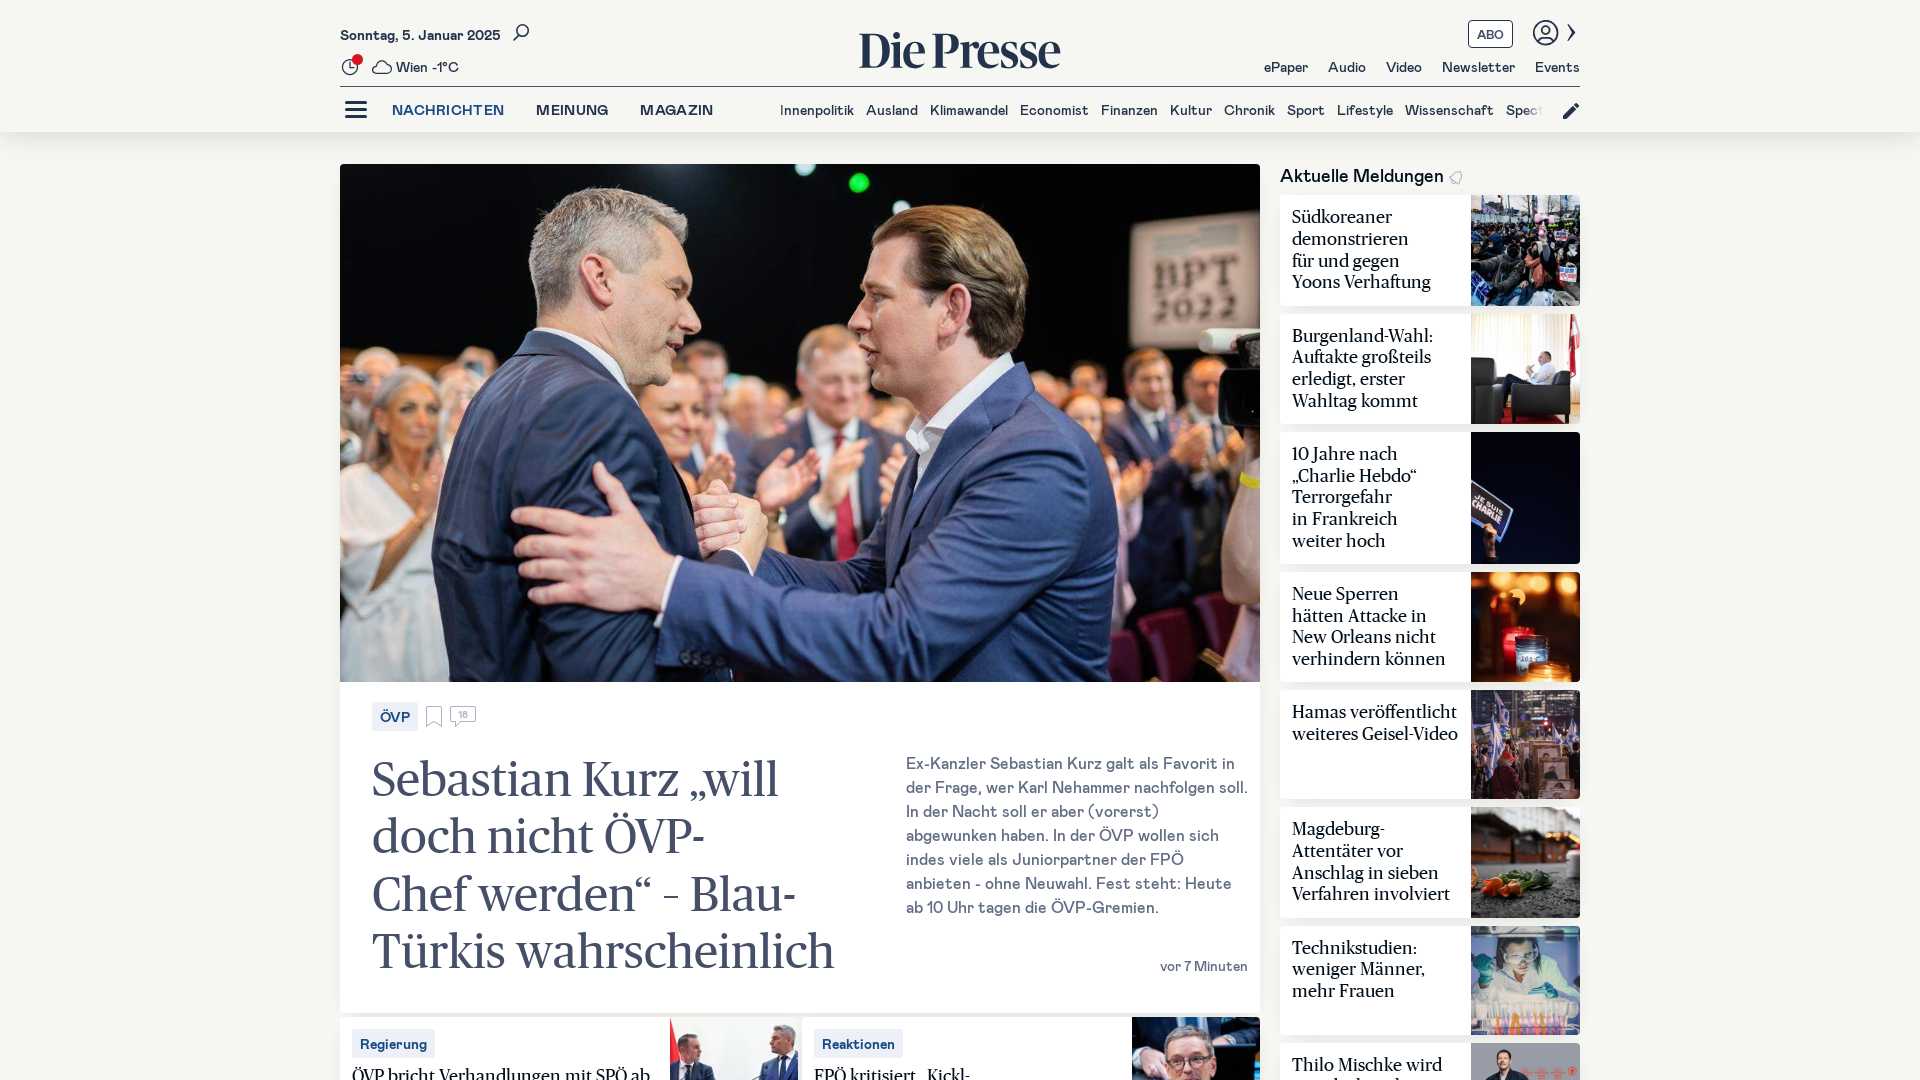 Sonntag, 5. Januar 2025
Wien -1°C
Die Presse
ABO
ePaper Audio Video Newsletter Events
NACHRICHTEN MEINUNG MAGAZIN
Innenpolitik Ausland Klimawandel Economist Finanzen Kultur Chronik Sport Lifestyle Wissenschaft
BPT
2022
ÖVP
18
Sebastian Kurz „will
doch nicht ÖVP-
Chef werden“ – Blau-
Türkis wahrscheinlich
Ex-Kanzler Sebastian Kurz galt als Favorit in
der Frage, wer Karl Nehammer nachfolgen soll.
In der Nacht soll er aber (vorerst)
abgewunken haben. In der ÖVP wollen sich
indes viele als Juniorpartner der FPÖ
anbieten - ohne Neuwahl. Fest steht: Heute
ab 10 Uhr tagen die ÖVP-Gremien.
vor 7 Minuten
Regierung
ÖVP bricht Verhandlungen mit SPÖ ab
Reaktionen
FPÖ kritisiert „Kickl-
Aktuelle Meldungen
Südkoreaner
demonstrieren
für und gegen
Yoons Verhaftung
Burgenland-Wahl:
Auftakte großteils
erledigt, erster
Wahltag kommt
10 Jahre nach
„Charlie Hebdo“
Terrorgefahr
in Frankreich
weiter hoch
JE SUIS
CHARLIE
Neue Sperren
hätten Attacke in
New Orleans nicht
verhindern können
Hamas veröffentlicht
weiteres Geisel-Video
Magdeburg-
Attentäter vor
Anschlag in sieben
Verfahren involviert
Technikstudien:
weniger Männer,
mehr Frauen
Thilo Mischke wird